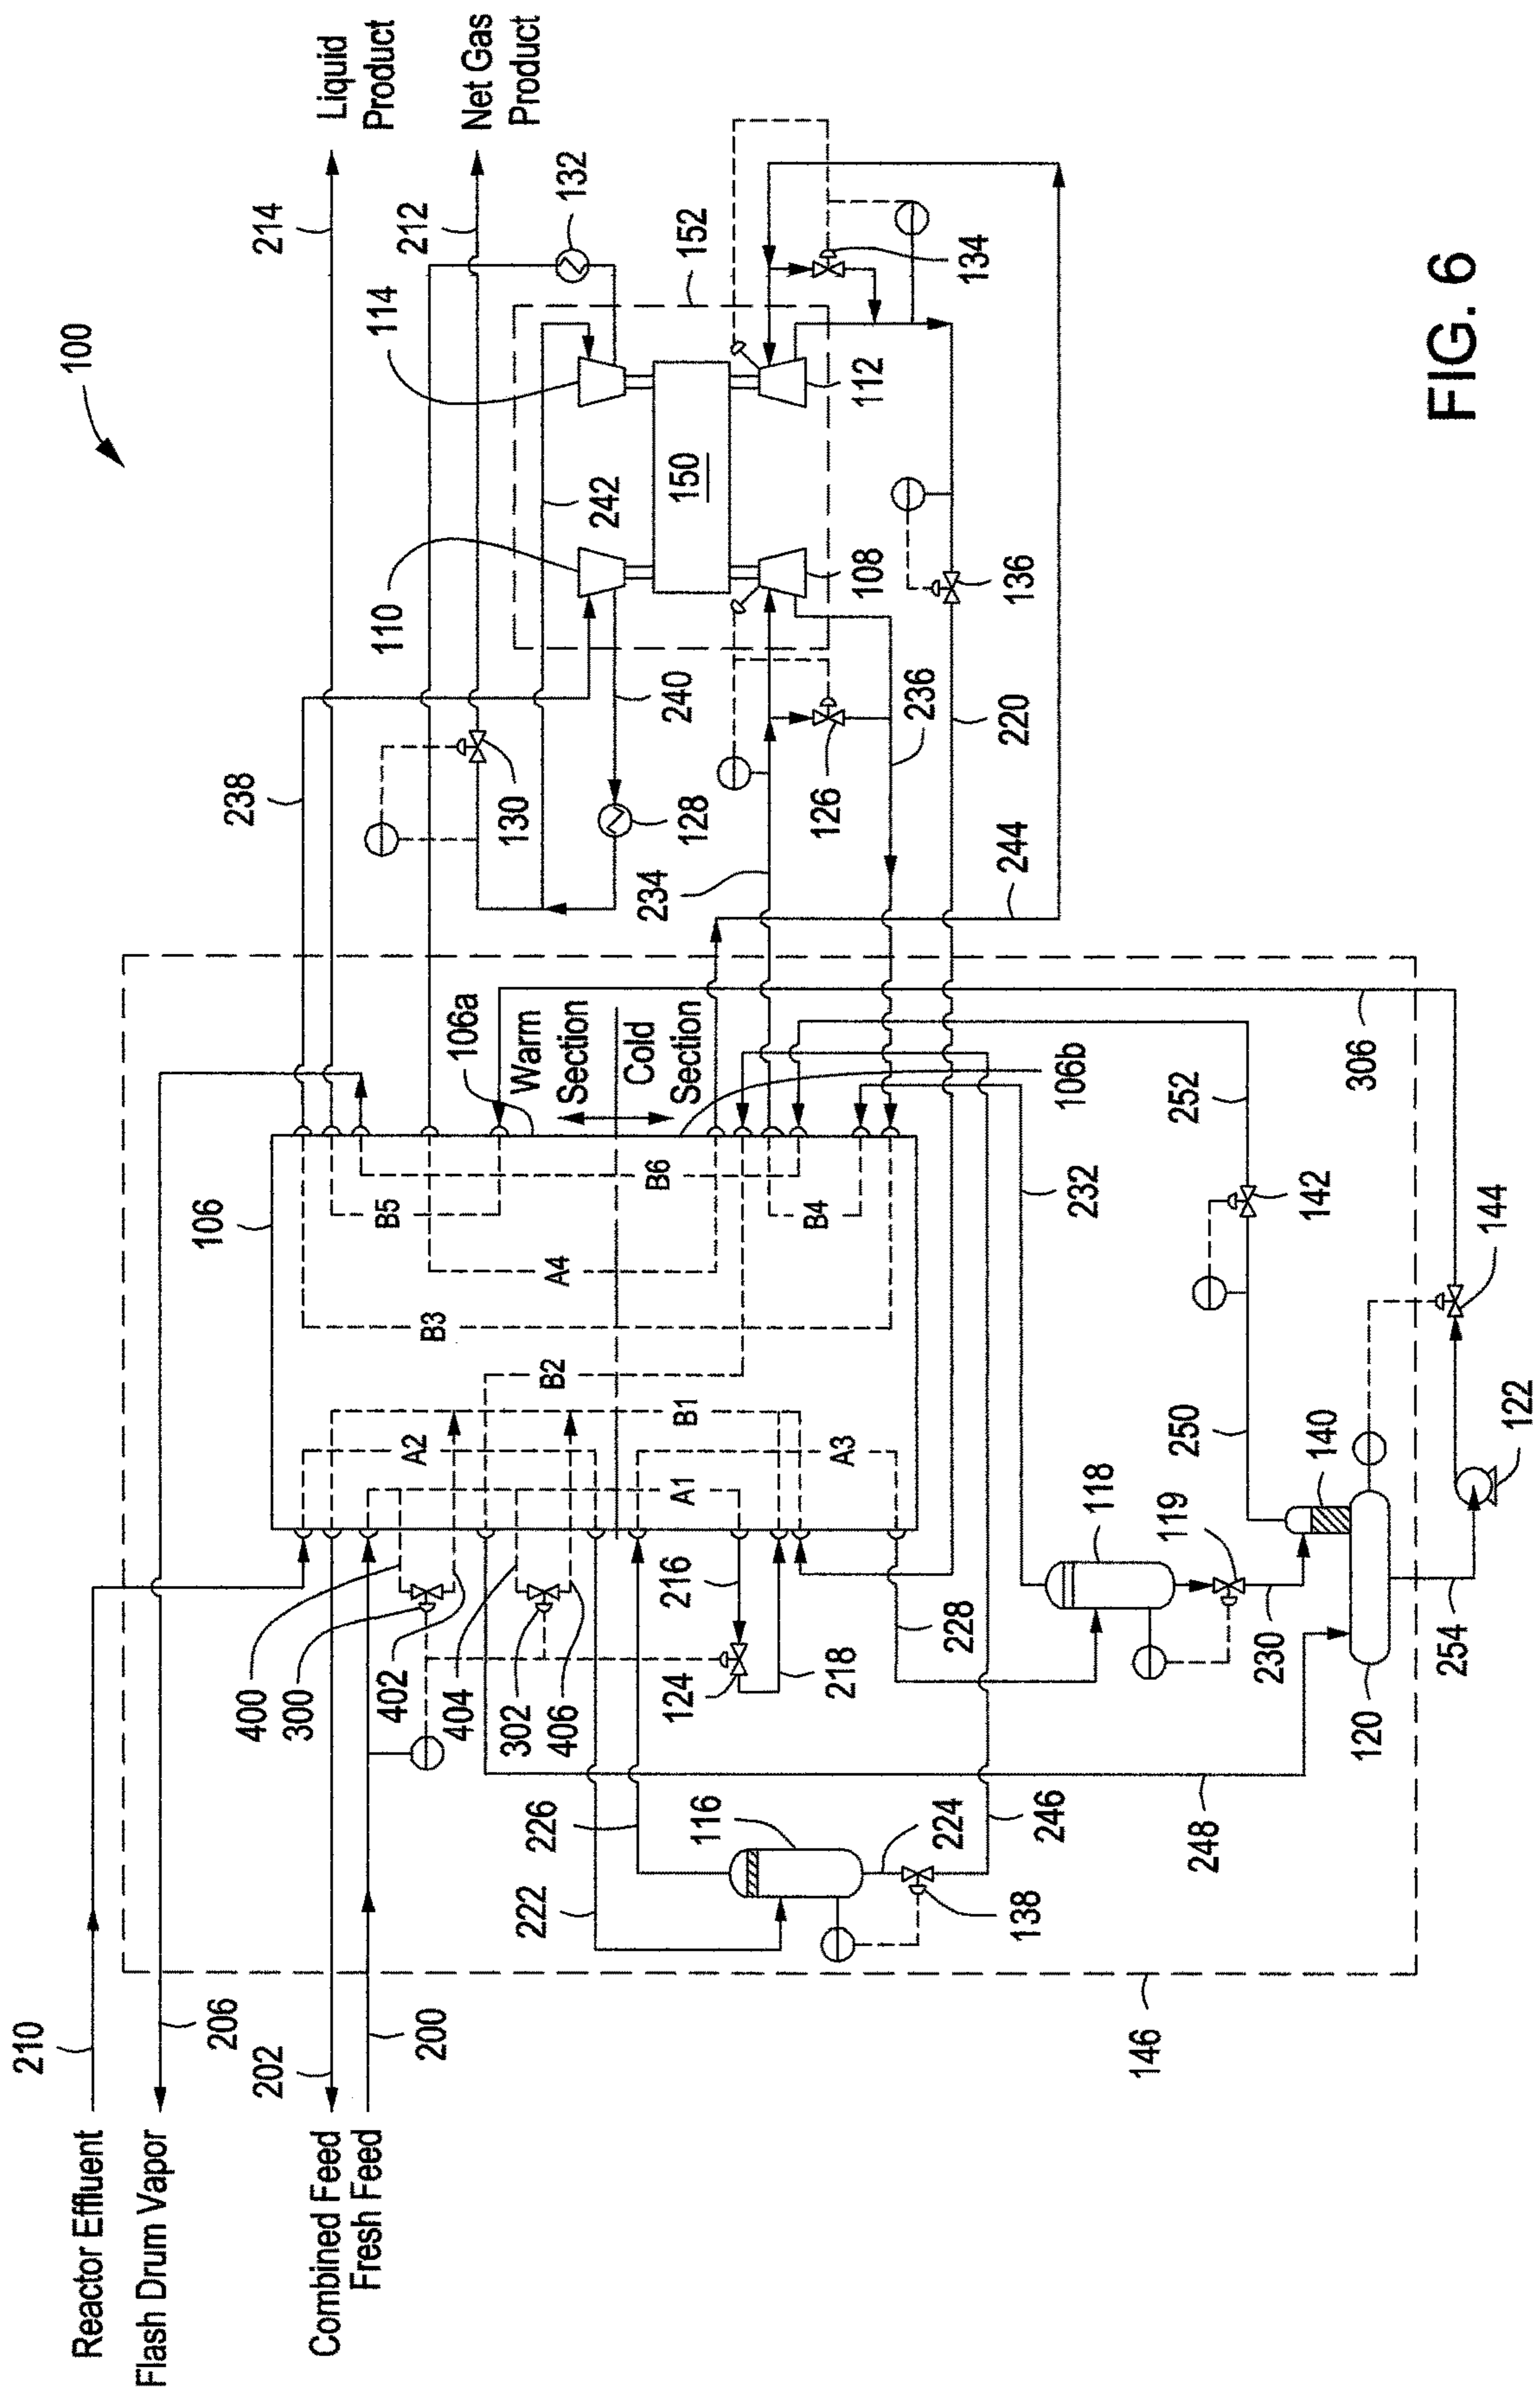 100
214
Liquid
Product
Net Gas
Product
212
132
114
152
134
238
110
242
150
112
130
240
108
128
136
234
126
236
220
244
106
106a
Warm
Section
Cold
Section
106b
B5
B6
B4
A4
B3
B2
A2
B1
A3
A1
232
252
306
142
144
250
140
118
119
122
400
300
402
404
302
406
216
124
218
228
230
254
120
222
226
116
224
138
246
248
146
210
206
202
200
Reactor Effluent
Flash Drum Vapor
Combined Feed
Fresh Feed
FIG. 6